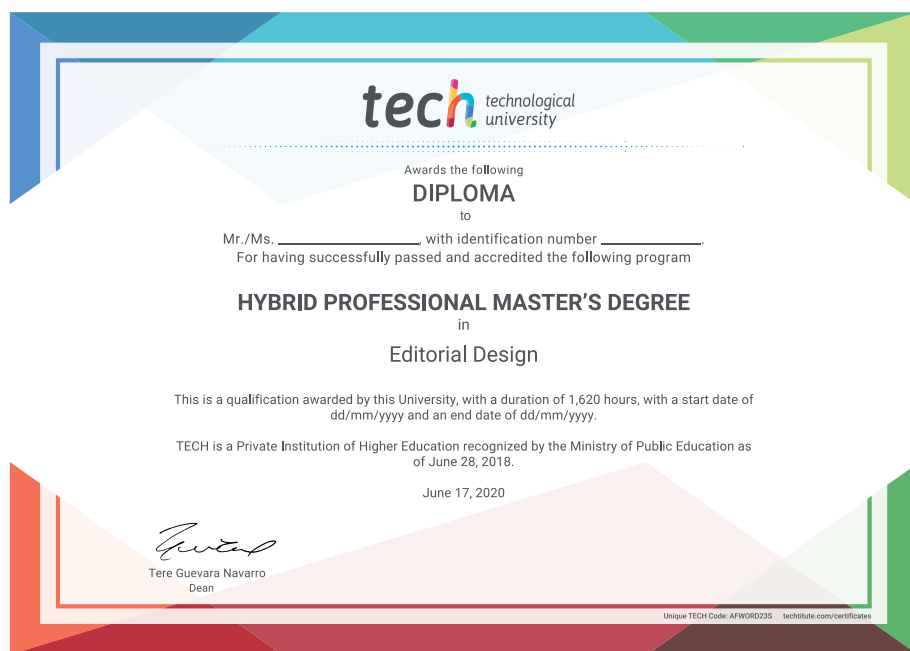 tech technological
university
Awards the following
DIPLOMA
to
Mr./Ms. ____________________, with identification number ______________.
For having successfully passed and accredited the following program
HYBRID PROFESSIONAL MASTER'S DEGREE
in
Editorial Design
This is a qualification awarded by this University, with a duration of 1,620 hours, with a start date of
dd/mm/yyyy and an end date of dd/mm/yyyy.
TECH is a Private Institution of Higher Education recognized by the Ministry of Public Education as
of June 28, 2018.
June 17, 2020
Tere Guevara Navarro
Dean
Unique TECH Code: AFWORD23S techtitute.com/certificates